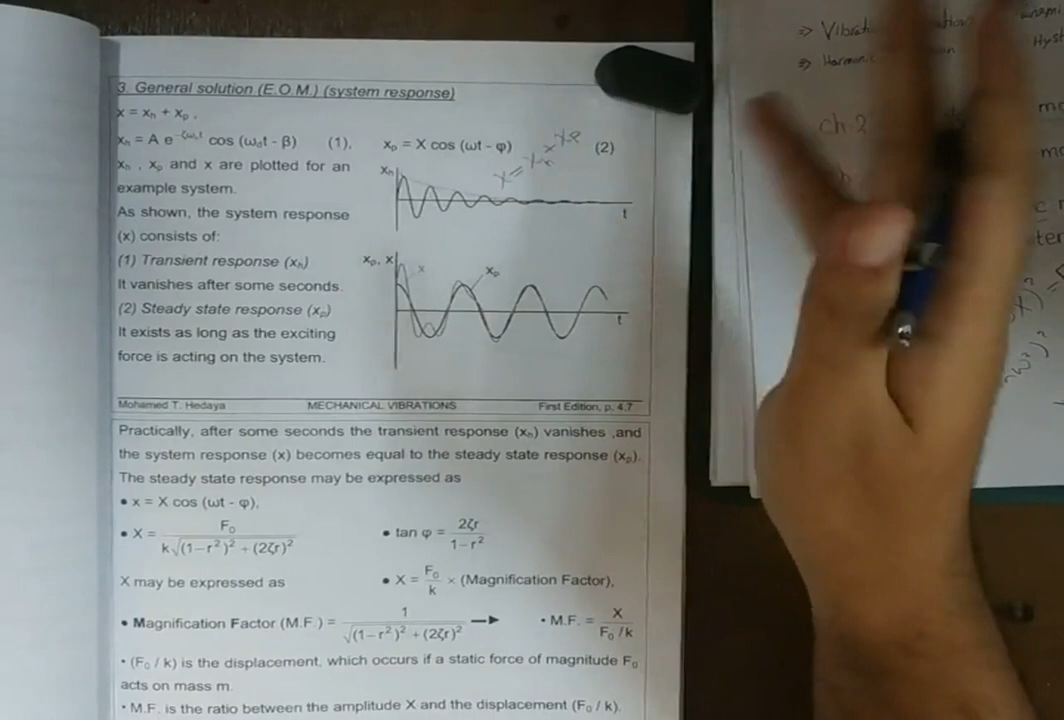 3. General solution (E.O.M.) (system response)
x = xₕ + xₚ .
xₕ = A e^-ζωₙt cos (ω_d t - β) (1), xₚ = X cos (ωt - φ) (2)
xₕ , xₚ and x are plotted for an
example system.
As shown, the system response
(x) consists of:
(1) Transient response (xₕ)
It vanishes after some seconds.
(2) Steady state response (xₚ)
It exists as long as the exciting
force is acting on the system.
xₕ
t
xₚ, x
x
xₚ
t
Mohamed T. Hedaya MECHANICAL VIBRATIONS First Edition, p. 4.7
Practically, after some seconds the transient response (xₕ) vanishes ,and
the system response (x) becomes equal to the steady state response (xₚ).
The steady state response may be expressed as
• x = X cos (ωt - φ),
• X = F₀ / k√(1-r²)² + (2ζr)² • tan φ = 2ζr / 1-r²
X may be expressed as • X = F₀/k × (Magnification Factor),
• Magnification Factor (M.F.) = 1 / √(1-r²)² + (2ζr)² → • M.F. = X / F₀/k
• (F₀ / k) is the displacement, which occurs if a static force of magnitude F₀
acts on mass m.
• M.F. is the ratio between the amplitude X and the displacement (F₀ / k).
⇒ Vibrati
⇒ Harmonic
Ch 2